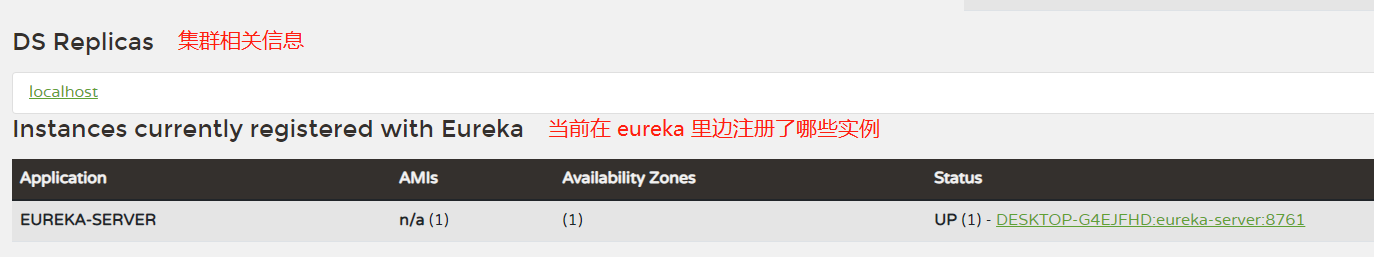 DS Replicas 集群相关信息
localhost
Instances currently registered with Eureka 当前在 eureka 里边注册了哪些实例
Application AMIs Availability Zones Status
EUREKA-SERVER n/a (1) (1) UP (1) - DESKTOP-G4EJFHD:eureka-server:8761